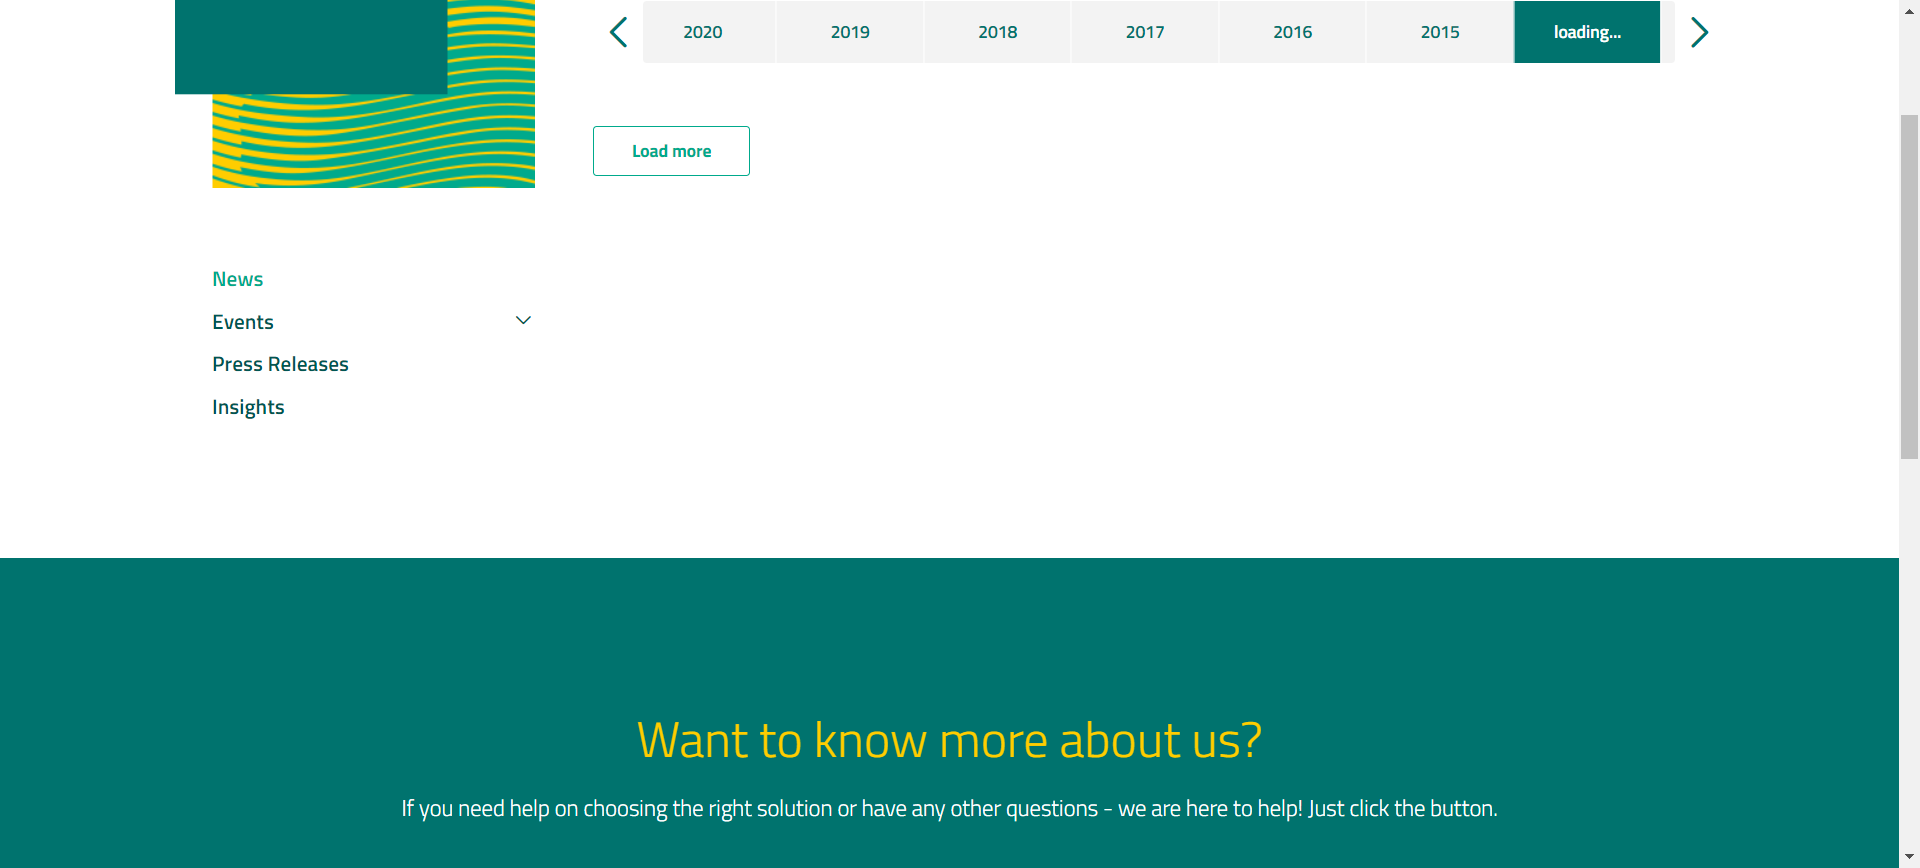 2020 2019 2018 2017 2016 2015 loading...
Load more
News
Events
Press Releases
Insights
Want to know more about us?
If you need help on choosing the right solution or have any other questions - we are here to help! Just click the button.